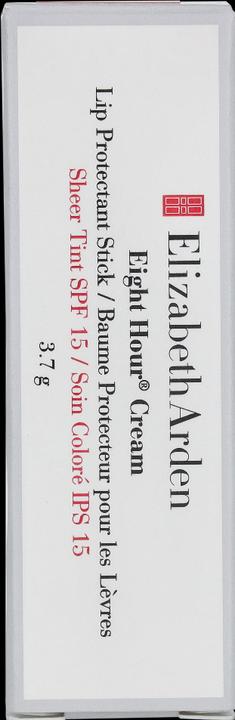 Elizabeth Arden
Eight Hour® Cream
Lip Protectant Stick / Baume Protecteur pour les Lèvres
Sheer Tint SPF 15 / Soin Coloré IPS 15
3.7 g